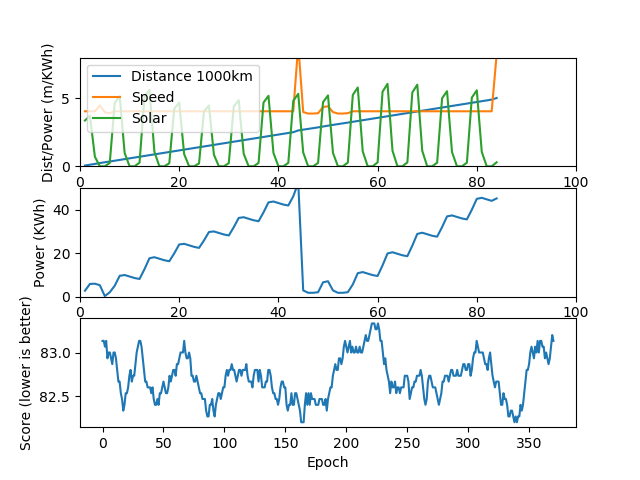 Dist/Power (m/KWh)
5
0
Distance 1000km
Speed
Solar
0 20 40 60 80 100
Power (KWh)
40
20
0
0 20 40 60 80 100
Score (lower is better)
83.0
82.5
0 50 100 150 200 250 300 350
Epoch